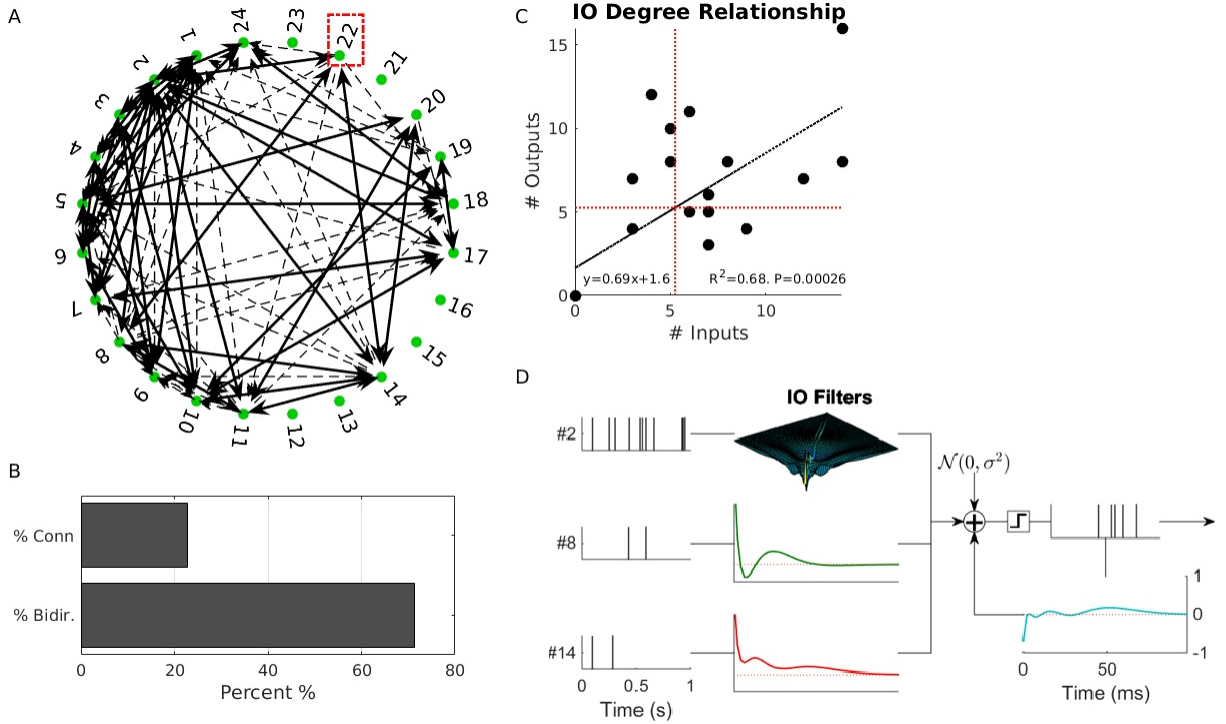 A
1
2
3
4
5
6
7
8
9
10
11
12
13
14
15
16
17
18
19
20
21
22
23
24
B
% Conn
% Bidir.
0 20 40 60 80
Percent %
C
IO Degree Relationship
15
10
5
0
# Outputs
y=0.69x+1.6 R²=0.68. P=0.00026
0 5 10
# Inputs
D
IO Filters
#2
#8
#14
0 0.5 1
Time (s)
𝒩(0, σ²)
+
1
0
-1
0 50
Time (ms)